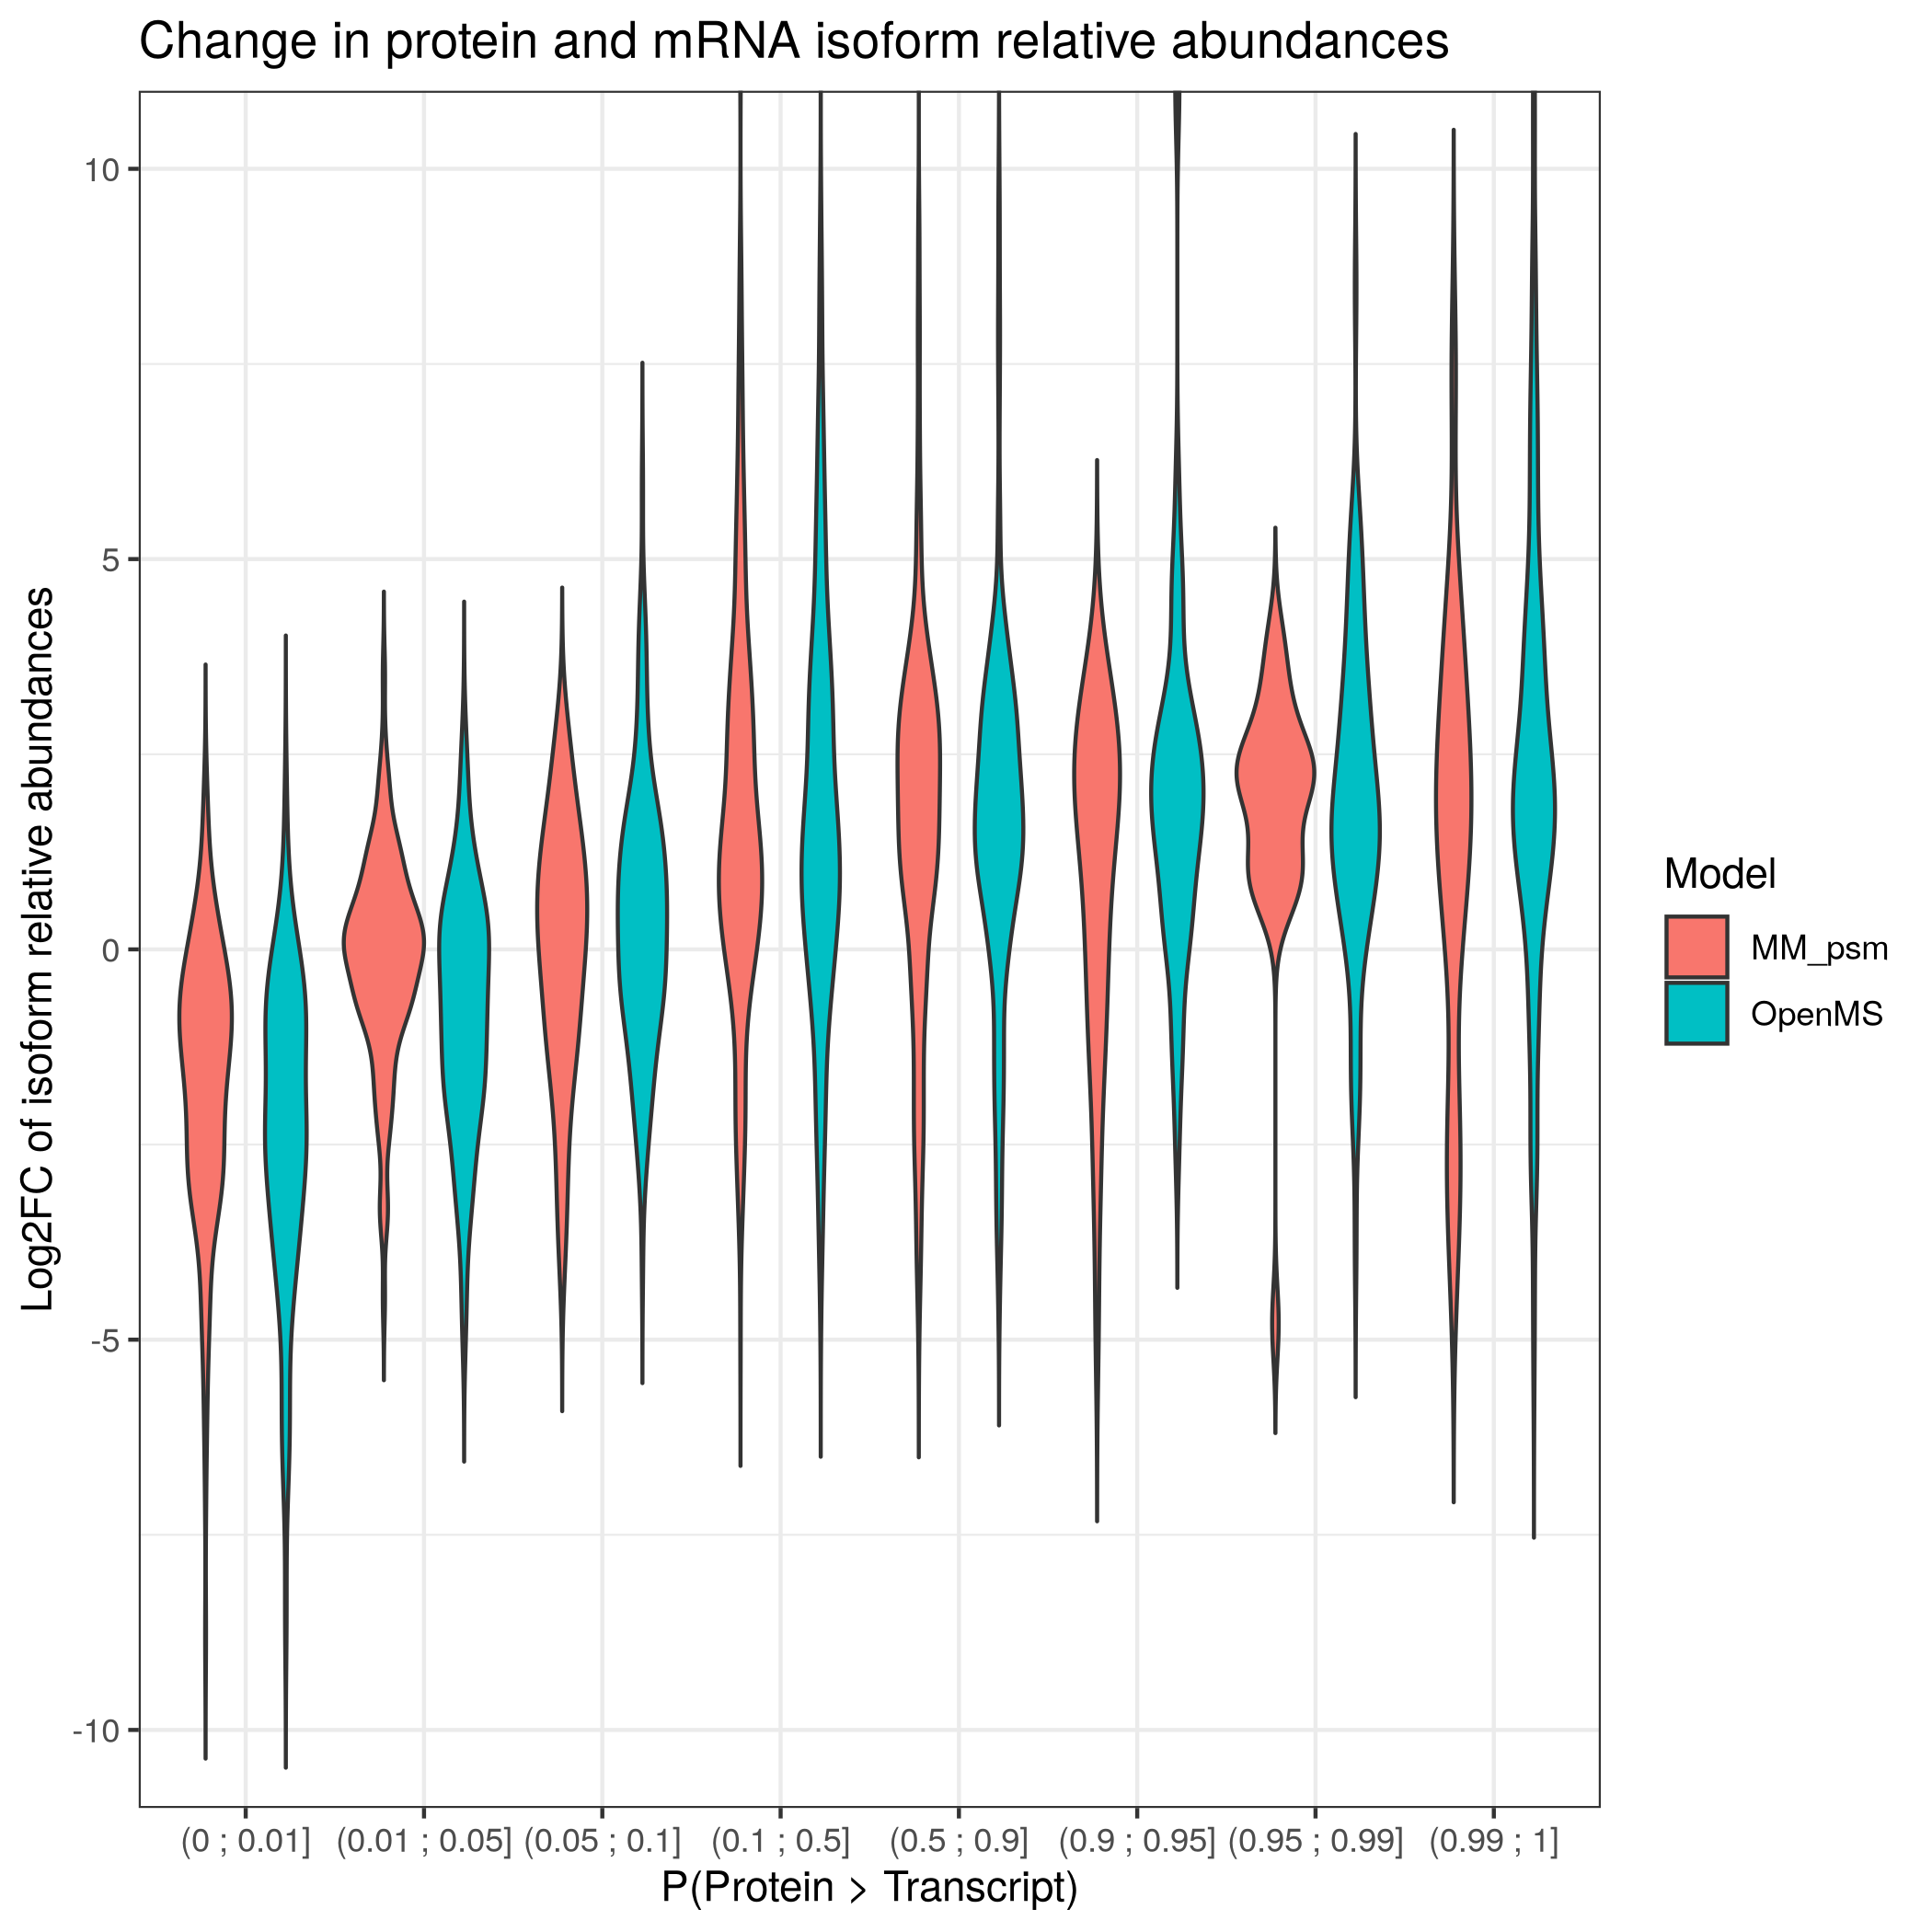 Change in protein and mRNA isoform relative abundances
Log2FC of isoform relative abundances
10
5
0
-5
-10
(0 ; 0.01]
(0.01 ; 0.05]
(0.05 ; 0.1]
(0.1 ; 0.5]
(0.5 ; 0.9]
(0.9 ; 0.95]
(0.95 ; 0.99]
(0.99 ; 1]
P(Protein > Transcript)
Model
MM_psm
OpenMS